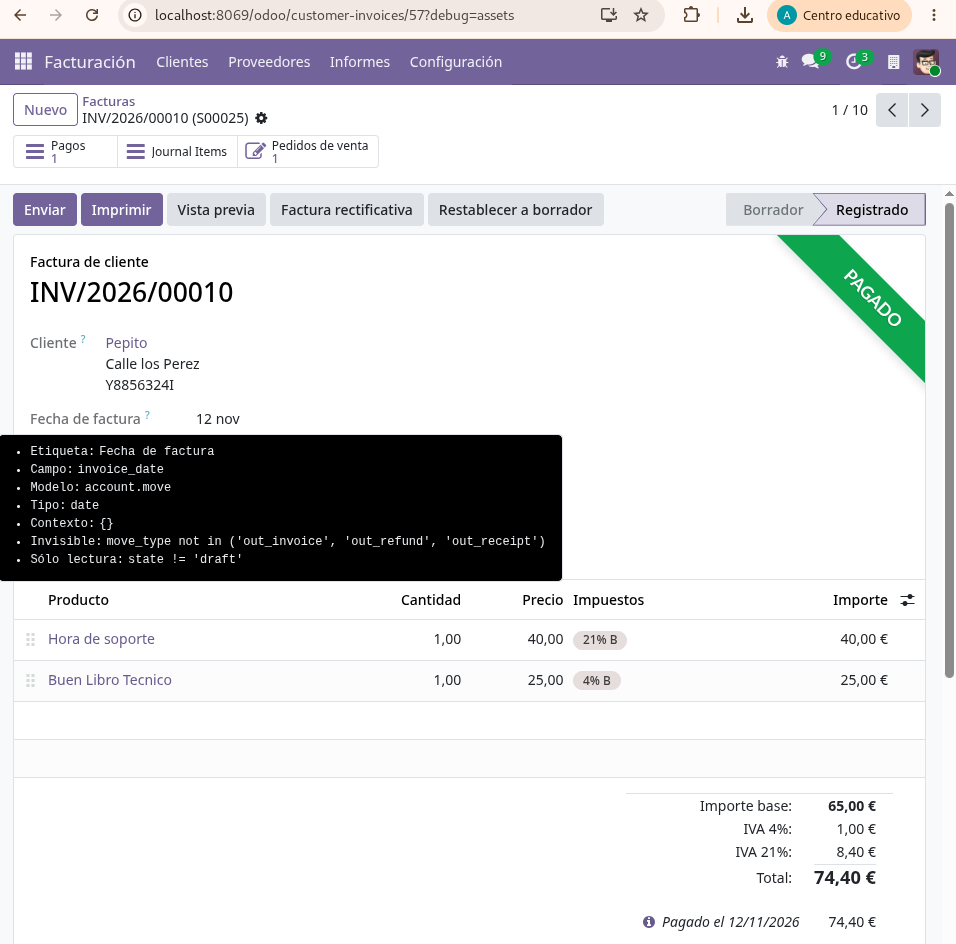 localhost:8069/odoo/customer-invoices/57?debug=assets
A Centro educativo
Facturación Clientes Proveedores Informes Configuración 9 3
Nuevo
Facturas
INV/2026/00010 (S00025)
1 / 10
Pagos
1
Journal Items
Pedidos de venta
1
Enviar Imprimir Vista previa Factura rectificativa Restablecer a borrador Borrador Registrado
PAGADO
Factura de cliente
INV/2026/00010
Cliente ? Pepito
Calle los Perez
Y8856324I
Fecha de factura ? 12 nov
• Etiqueta: Fecha de factura
• Campo: invoice_date
• Modelo: account.move
• Tipo: date
• Contexto: {}
• Invisible: move_type not in ('out_invoice', 'out_refund', 'out_receipt')
• Sólo lectura: state != 'draft'
Producto Cantidad Precio Impuestos Importe
Hora de soporte 1,00 40,00 21% B 40,00 €
Buen Libro Tecnico 1,00 25,00 4% B 25,00 €
Importe base: 65,00 €
IVA 4%: 1,00 €
IVA 21%: 8,40 €
Total: 74,40 €
Pagado el 12/11/2026 74,40 €